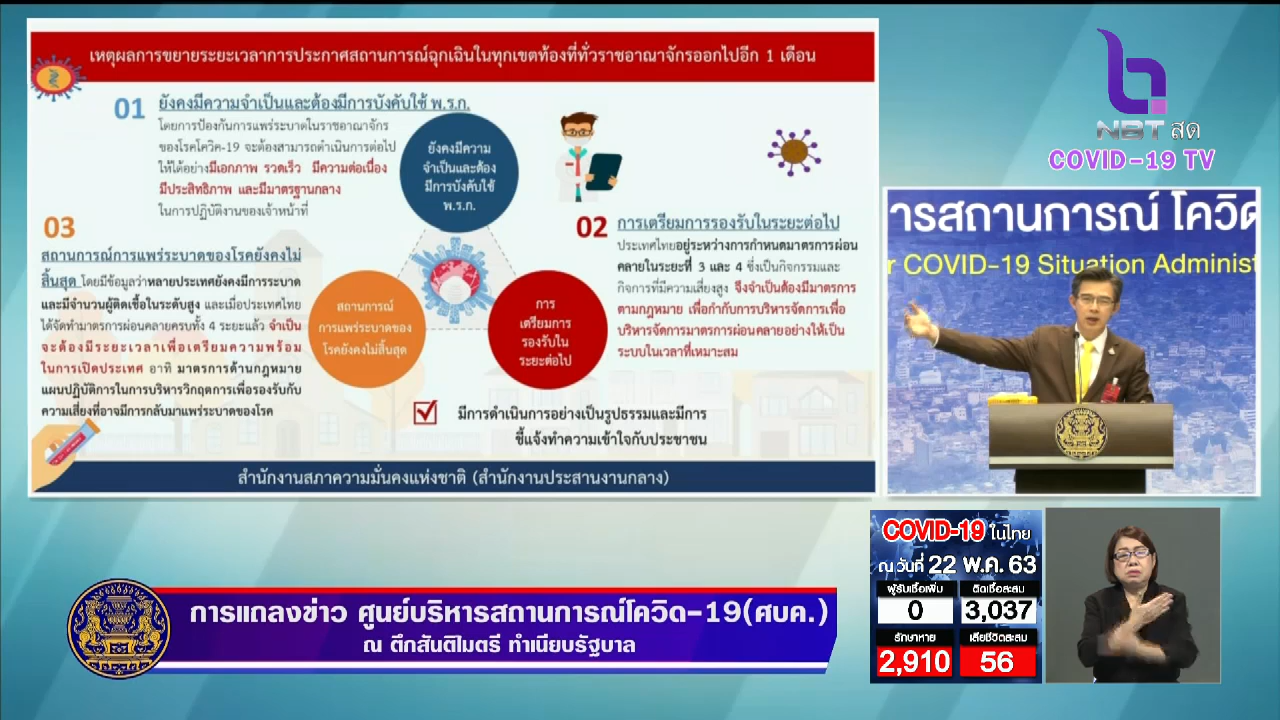 เหตุผลการขยายระยะเวลาการประกาศสถานการณ์ฉุกเฉินในทุกเขตท้องที่ทั่วราชอาณาจักรออกไปอีก 1 เดือน
01
ยังคงมีความจำเป็นและต้องมีการบังคับใช้ พ.ร.ก.
โดยการป้องกันการแพร่ระบาดในราชอาณาจักร
ของโรคโควิด-19 จะต้องสามารถดำเนินการต่อไป
ให้ได้อย่างมีเอกภาพ รวดเร็ว มีความต่อเนื่อง
มีประสิทธิภาพ และมีมาตรฐานกลาง
ในการปฏิบัติงานของเจ้าหน้าที่
ยังคงมีความ
จำเป็นและต้อง
มีการบังคับใช้
พ.ร.ก.
02
การเตรียมการรองรับในระยะต่อไป
ประเทศไทยอยู่ระหว่างการกำหนดมาตรการผ่อน
คลายในระยะที่ 3 และ 4 ซึ่งเป็นกิจกรรมและ
กิจการที่มีความเสี่ยงสูง จึงจำเป็นต้องมีมาตรการ
ตามกฎหมาย เพื่อกำกับการบริหารจัดการเพื่อ
บริหารจัดการมาตรการผ่อนคลายอย่างให้เป็น
ระบบในเวลาที่เหมาะสม
การ
เตรียมการ
รองรับใน
ระยะต่อไป
03
สถานการณ์การแพร่ระบาดของโรคยังคงไม่
สิ้นสุด โดยมีข้อมูลว่าหลายประเทศยังคงมีการระบาด
และมีจำนวนผู้ติดเชื้อในระดับสูง และเมื่อประเทศไทย
ได้จัดทำมาตรการผ่อนคลายครบทั้ง 4 ระยะแล้ว จำเป็น
จะต้องมีระยะเวลาเพื่อเตรียมความพร้อม
ในการเปิดประเทศ อาทิ มาตรการด้านกฎหมาย
แผนปฏิบัติการในการบริหารวิกฤตการเพื่อรองรับกับ
ความเสี่ยงที่อาจมีการกลับมาแพร่ระบาดของโรค
สถานการณ์
การแพร่ระบาดของ
โรคยังคงไม่สิ้นสุด
มีการดำเนินการอย่างเป็นรูปธรรมและมีการ
ชี้แจงทำความเข้าใจกับประชาชน
สำนักงานสภาความมั่นคงแห่งชาติ (สำนักงานประสานงานกลาง)
NBT สด
COVID-19 TV
ารสถานการณ์ โควิด
r COVID-19 Situation Administ
COVID-19 ในไทย
ณ วันที่ 22 พ.ค. 63
ผู้รับเชื้อเพิ่ม ติดเชื้อสะสม
0 3,037
รักษาหาย เสียชีวิตสะสม
2,910 56
การแถลงข่าว ศูนย์บริหารสถานการณ์โควิด-19(ศบค.)
ณ ตึกสันติไมตรี ทำเนียบรัฐบาล